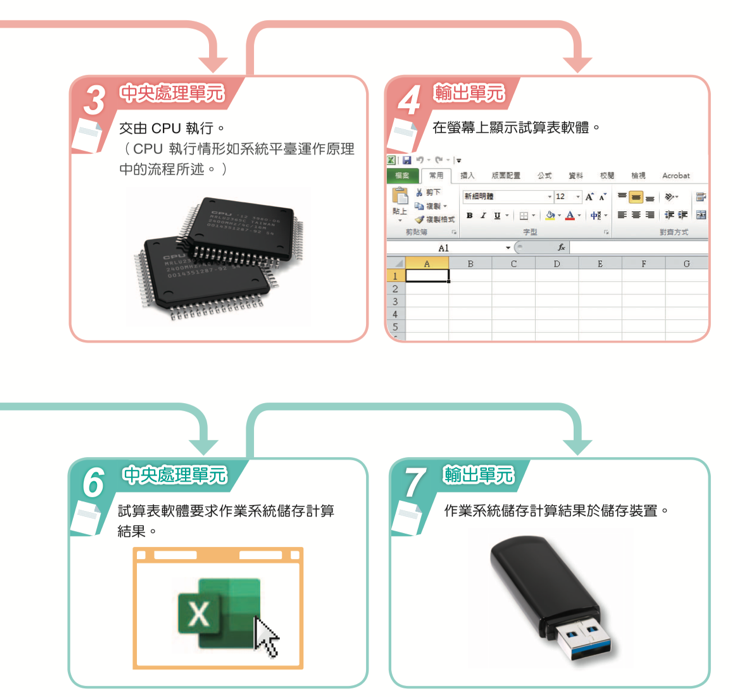 3 中央處理單元
交由 CPU 執行。
（CPU 執行情形如系統平臺運作原理
中的流程所述。）
4 輸出單元
在螢幕上顯示試算表軟體。
檔案 常用 插入 版面配置 公式 資料 校閱 檢視 Acrobat
剪下
複製
複製格式
貼上
新細明體 12 A A
B I U A 中
剪貼簿 字型 對齊方式
A1 fx
A B C D E F G
1
2
3
4
5
6 中央處理單元
試算表軟體要求作業系統儲存計算
結果。
X
7 輸出單元
作業系統儲存計算結果於儲存裝置。